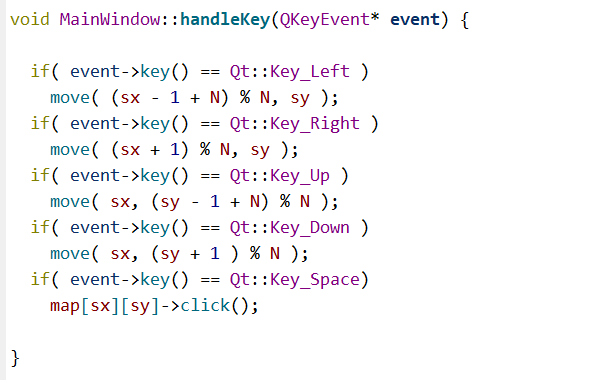 void MainWindow::handleKey(QKeyEvent* event) {
if( event->key() == Qt::Key_Left )
move( (sx - 1 + N) % N, sy );
if( event->key() == Qt::Key_Right )
move( (sx + 1) % N, sy );
if( event->key() == Qt::Key_Up )
move( sx, (sy - 1 + N) % N );
if( event->key() == Qt::Key_Down )
move( sx, (sy + 1 ) % N );
if( event->key() == Qt::Key_Space)
map[sx][sy]->click();
}